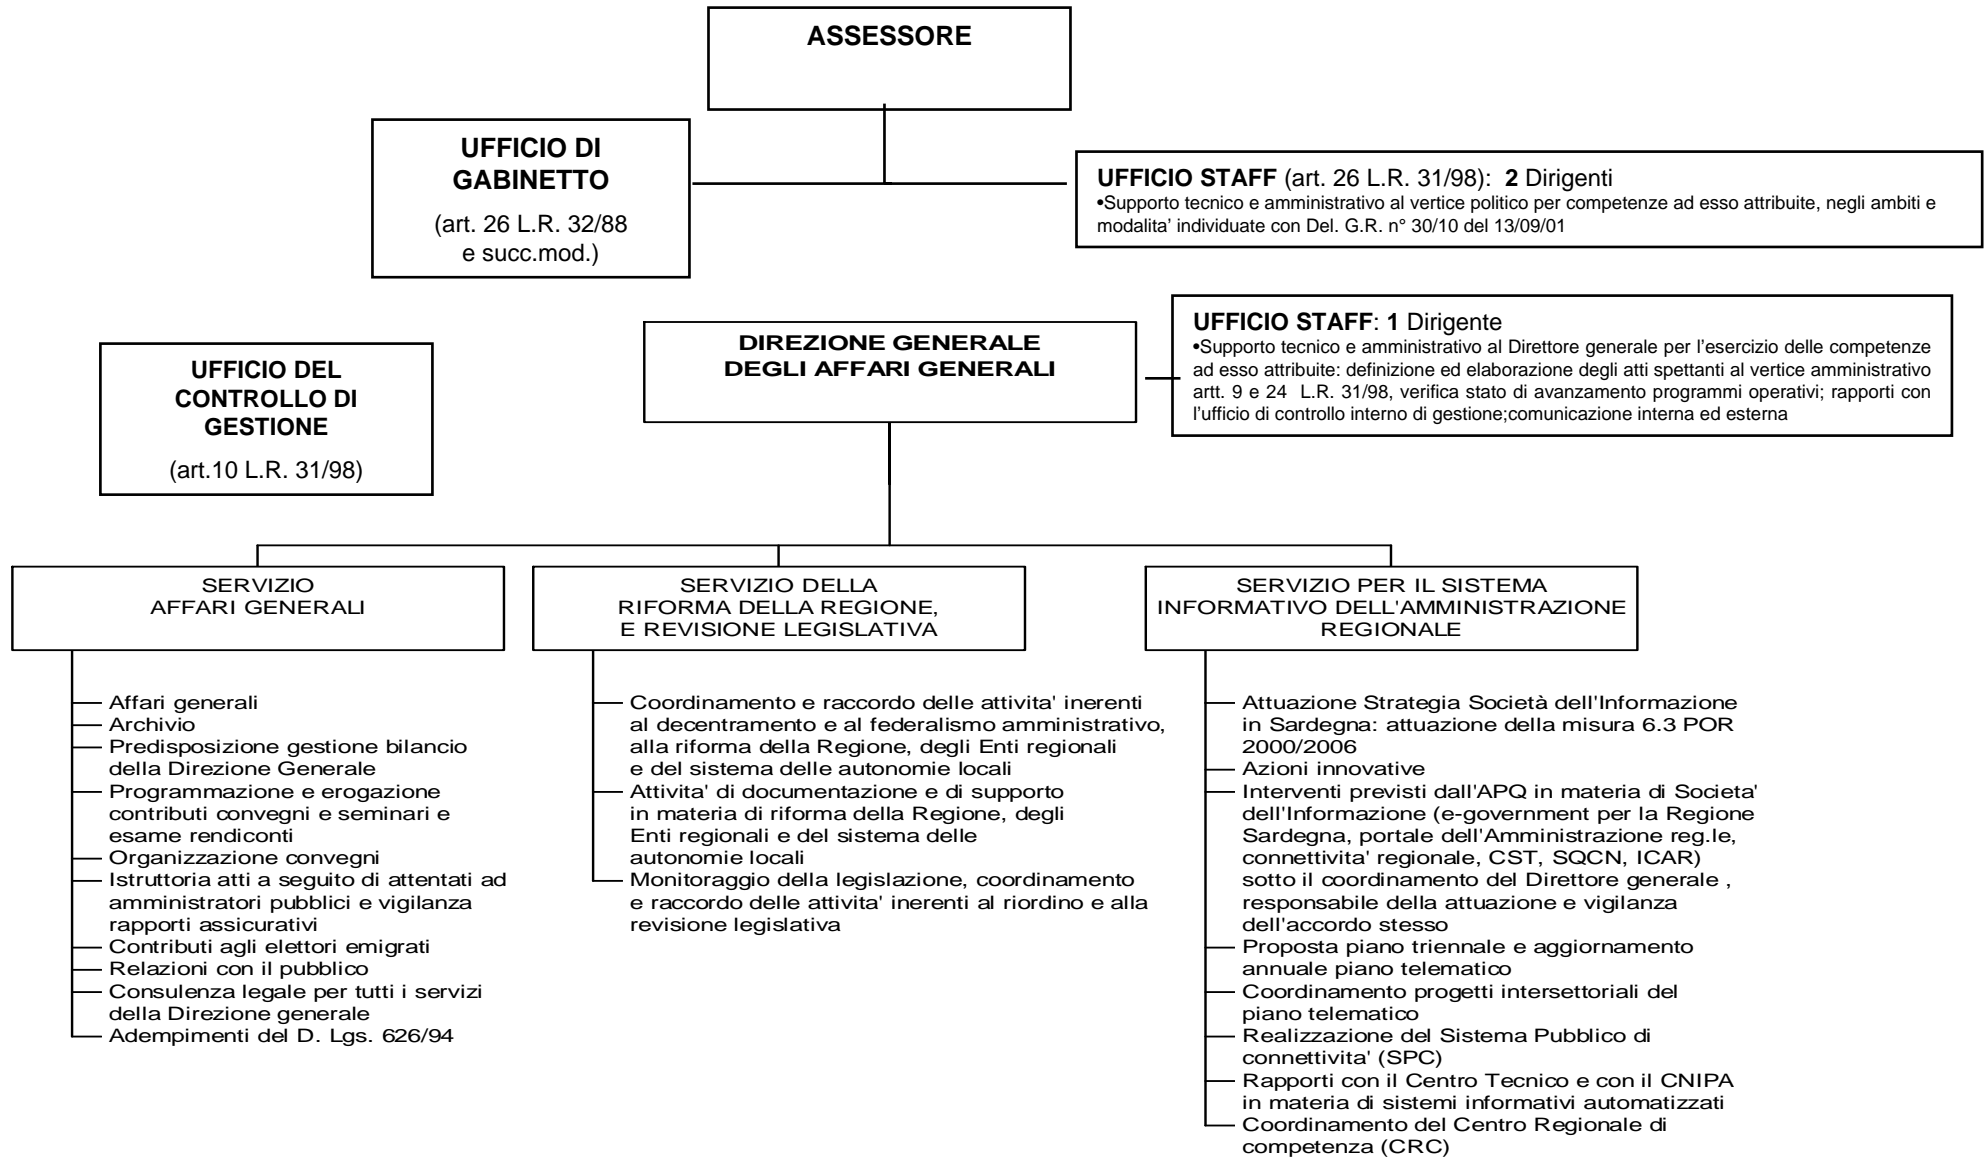 ASSESSORE
UFFICIO DI
GABINETTO
(art. 26 L.R. 32/88
e succ.mod.)
UFFICIO STAFF (art. 26 L.R. 31/98): 2 Dirigenti
•Supporto tecnico e amministrativo al vertice politico per competenze ad esso attribuite, negli ambiti e
modalita' individuate con Del. G.R. n° 30/10 del 13/09/01
DIREZIONE GENERALE
DEGLI AFFARI GENERALI
UFFICIO STAFF: 1 Dirigente
•Supporto tecnico e amministrativo al Direttore generale per l'esercizio delle competenze
ad esso attribuite: definizione ed elaborazione degli atti spettanti al vertice amministrativo
artt. 9 e 24 L.R. 31/98, verifica stato di avanzamento programmi operativi; rapporti con
l'ufficio di controllo interno di gestione;comunicazione interna ed esterna
UFFICIO DEL
CONTROLLO DI
GESTIONE
(art.10 L.R. 31/98)
SERVIZIO
AFFARI GENERALI
Affari generali
Archivio
Predisposizione gestione bilancio
della Direzione Generale
Programmazione e erogazione
contributi convegni e seminari e
esame rendiconti
Organizzazione convegni
Istruttoria atti a seguito di attentati ad
amministratori pubblici e vigilanza
rapporti assicurativi
Contributi agli elettori emigrati
Relazioni con il pubblico
Consulenza legale per tutti i servizi
della Direzione generale
Adempimenti del D. Lgs. 626/94
SERVIZIO DELLA
RIFORMA DELLA REGIONE,
E REVISIONE LEGISLATIVA
Coordinamento e raccordo delle attivita' inerenti
al decentramento e al federalismo amministrativo,
alla riforma della Regione, degli Enti regionali
e del sistema delle autonomie locali
Attivita' di documentazione e di supporto
in materia di riforma della Regione, degli
Enti regionali e del sistema delle
autonomie locali
Monitoraggio della legislazione, coordinamento
e raccordo delle attivita' inerenti al riordino e alla
revisione legislativa
SERVIZIO PER IL SISTEMA
INFORMATIVO DELL'AMMINISTRAZIONE
REGIONALE
Attuazione Strategia Società dell'Informazione
in Sardegna: attuazione della misura 6.3 POR
2000/2006
Azioni innovative
Interventi previsti dall'APQ in materia di Societa'
dell'Informazione (e-government per la Regione
Sardegna, portale dell'Amministrazione reg.le,
connettivita' regionale, CST, SQCN, ICAR)
sotto il coordinamento del Direttore generale ,
responsabile della attuazione e vigilanza
dell'accordo stesso
Proposta piano triennale e aggiornamento
annuale piano telematico
Coordinamento progetti intersettoriali del
piano telematico
Realizzazione del Sistema Pubblico di
connettivita' (SPC)
Rapporti con il Centro Tecnico e con il CNIPA
in materia di sistemi informativi automatizzati
Coordinamento del Centro Regionale di
competenza (CRC)